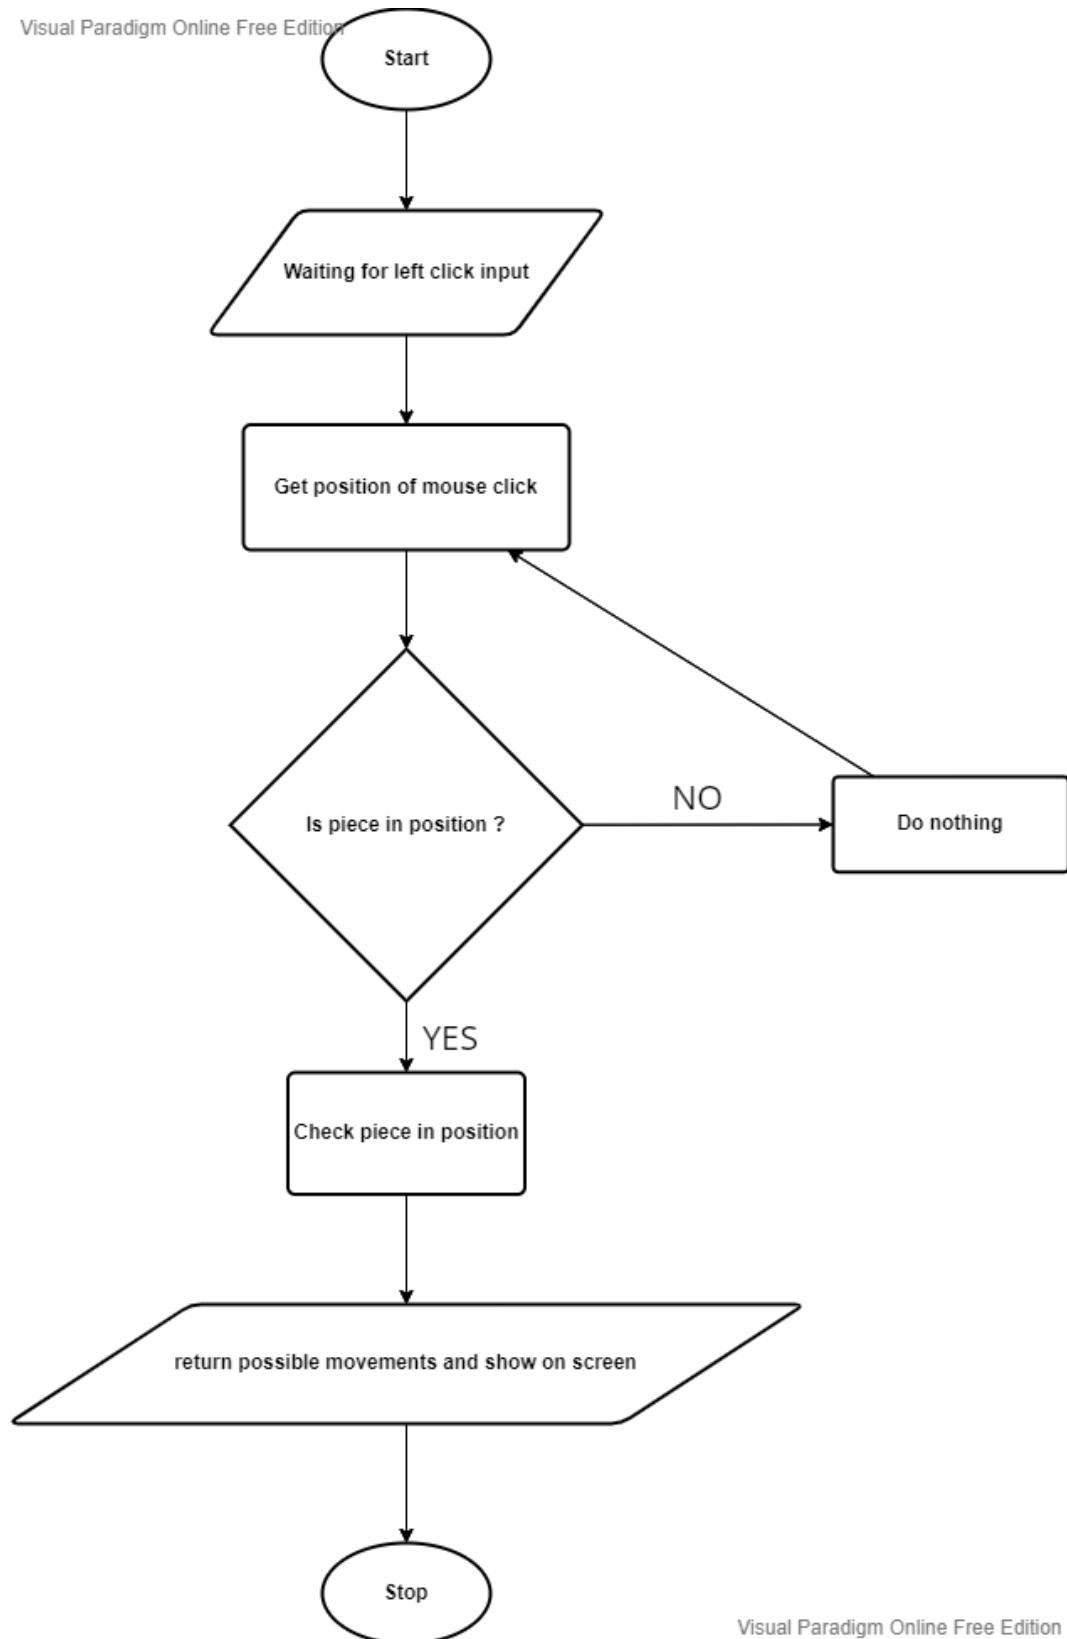 Visual Paradigm Online Free Edition
Start
Waiting for left click input
Get position of mouse click
Is piece in position ?
NO
Do nothing
YES
Check piece in position
return possible movements and show on screen
Stop
Visual Paradigm Online Free Edition